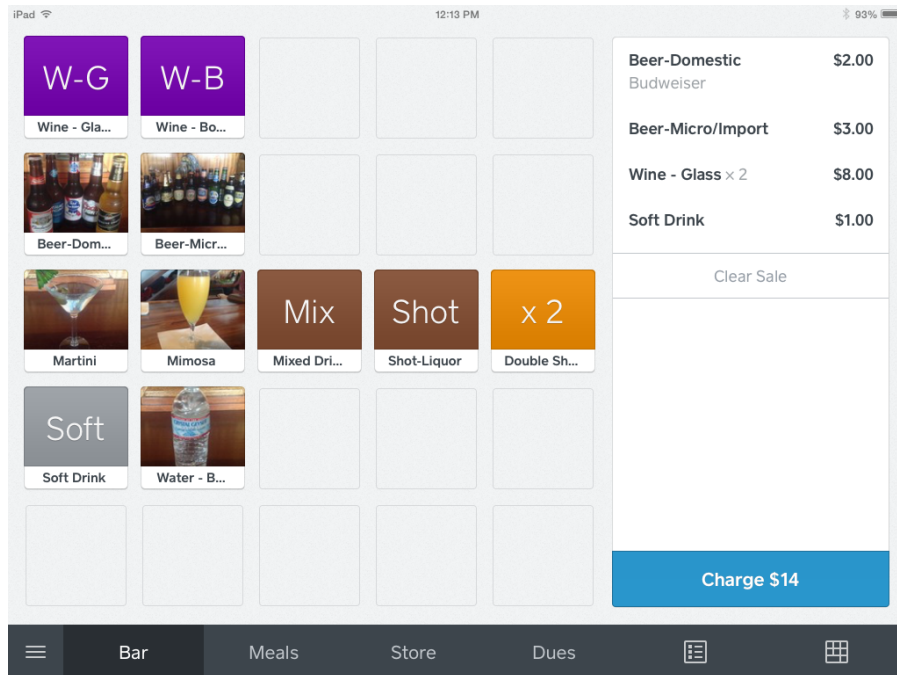 iPad
12:13 PM
93%
W-G
W-B
Wine - Gla...
Wine - Bo...
Beer-Dom...
Beer-Micr...
Mix
Shot
x 2
Martini
Mimosa
Mixed Dri...
Shot-Liquor
Double Sh...
Soft
Soft Drink
Water - B...
Beer-Domestic $2.00
Budweiser
Beer-Micro/Import $3.00
Wine - Glass x 2 $8.00
Soft Drink $1.00
Clear Sale
Charge $14
Bar
Meals
Store
Dues